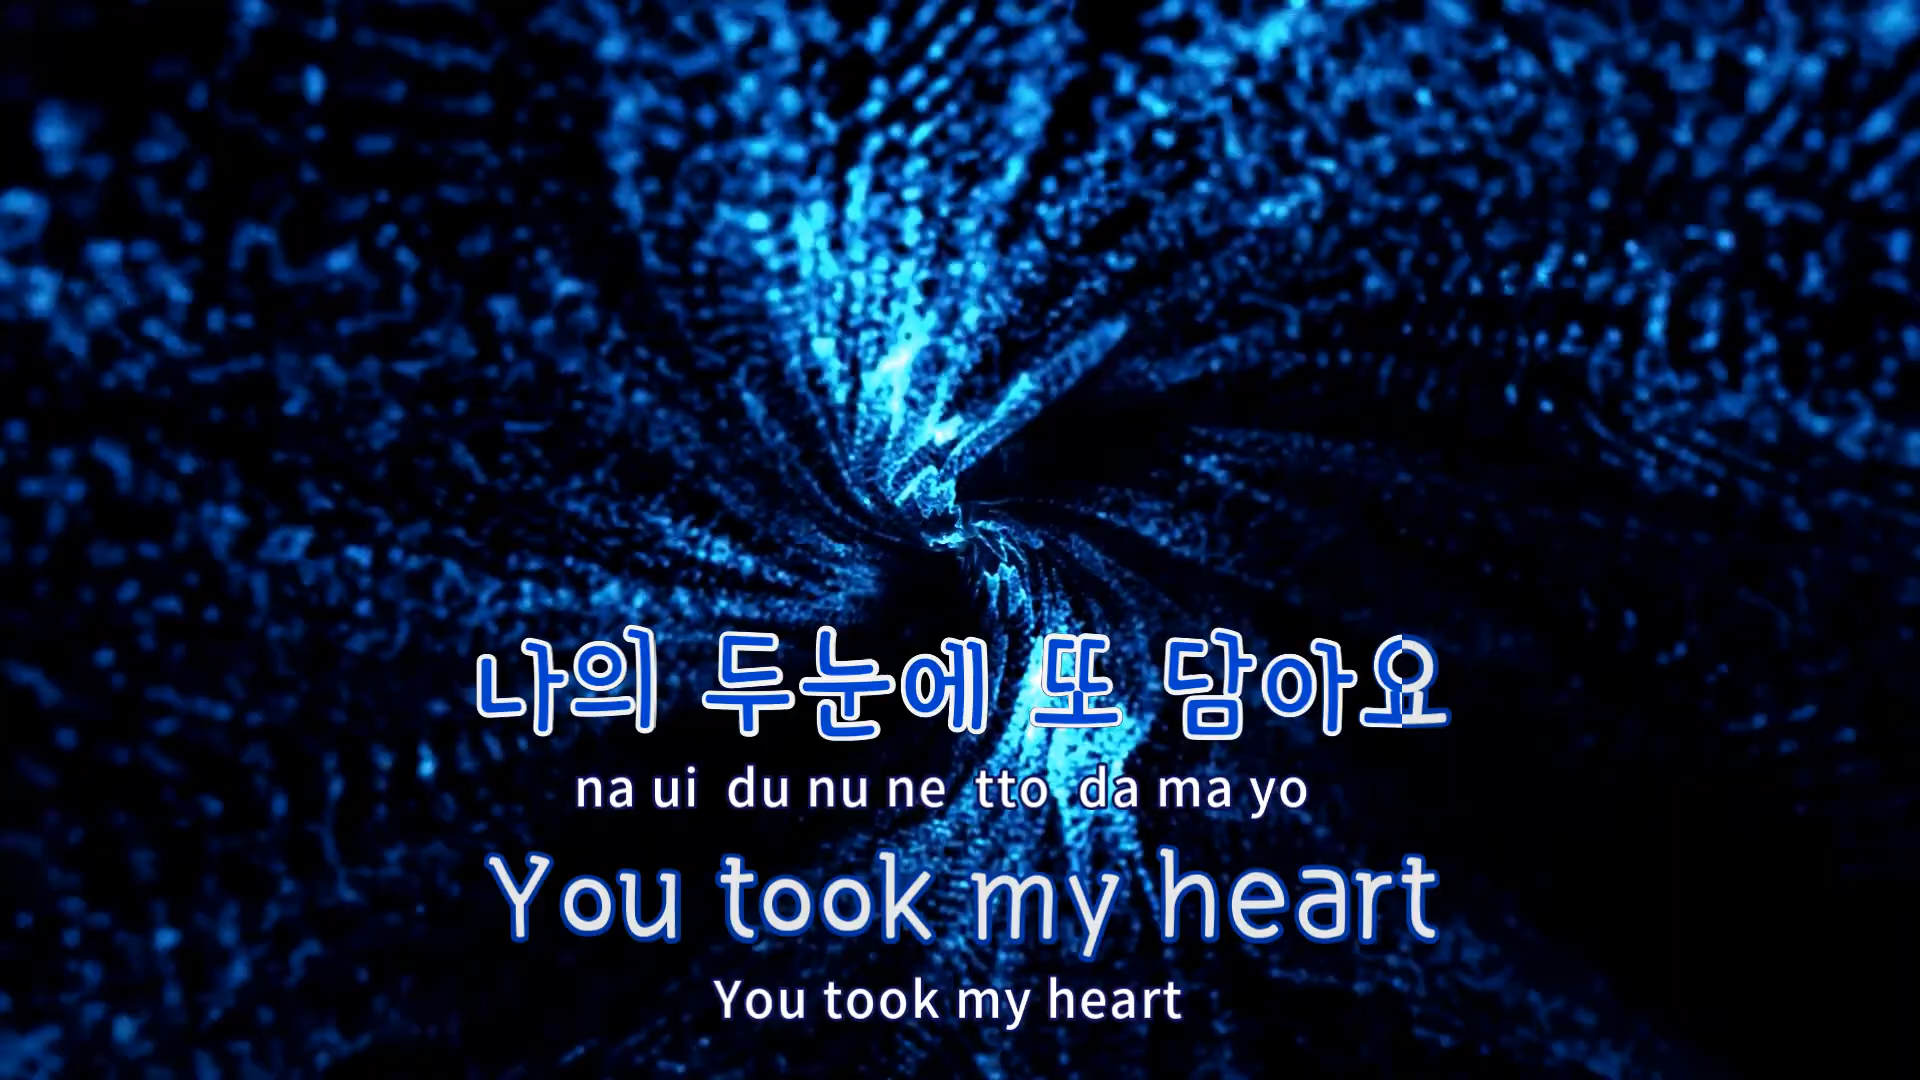 나의 두눈에 또 담아요
na ui du nu ne tto da ma yo
You took my heart
You took my heart